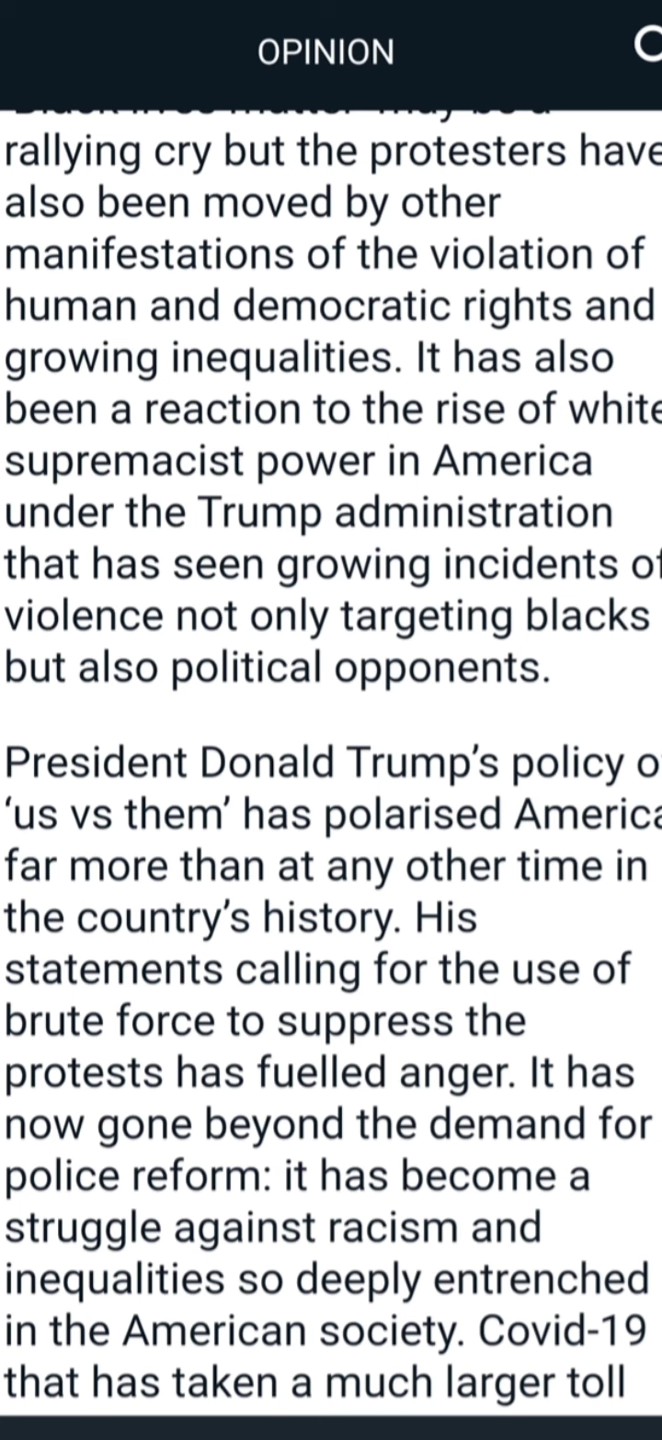 OPINION
rallying cry but the protesters have
also been moved by other
manifestations of the violation of
human and democratic rights and
growing inequalities. It has also
been a reaction to the rise of white
supremacist power in America
under the Trump administration
that has seen growing incidents of
violence not only targeting blacks
but also political opponents.
President Donald Trump’s policy o
‘us vs them’ has polarised America
far more than at any other time in
the country’s history. His
statements calling for the use of
brute force to suppress the
protests has fuelled anger. It has
now gone beyond the demand for
police reform: it has become a
struggle against racism and
inequalities so deeply entrenched
in the American society. Covid-19
that has taken a much larger toll